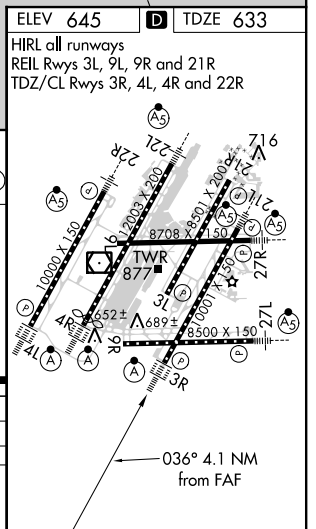 ELEV 645
D
TDZE 633
HIRL all runways
REIL Rwys 3L, 9L, 9R and 21R
TDZ/CL Rwys 3R, 4L, 4R and 22R
A5
22R
22L
716
21R
A5
12003 X 200
8501 X 200
A5
21L
A5
P
P
P
10000 X 150
9L
8708 X 150
27R
P
TWR
877
3L
P
10001 X 150
P
4L
A
4R
652±
A
689±
9R
A
8500 X 150
27L
A5
P
P
3R
036° 4.1 NM
from FAF